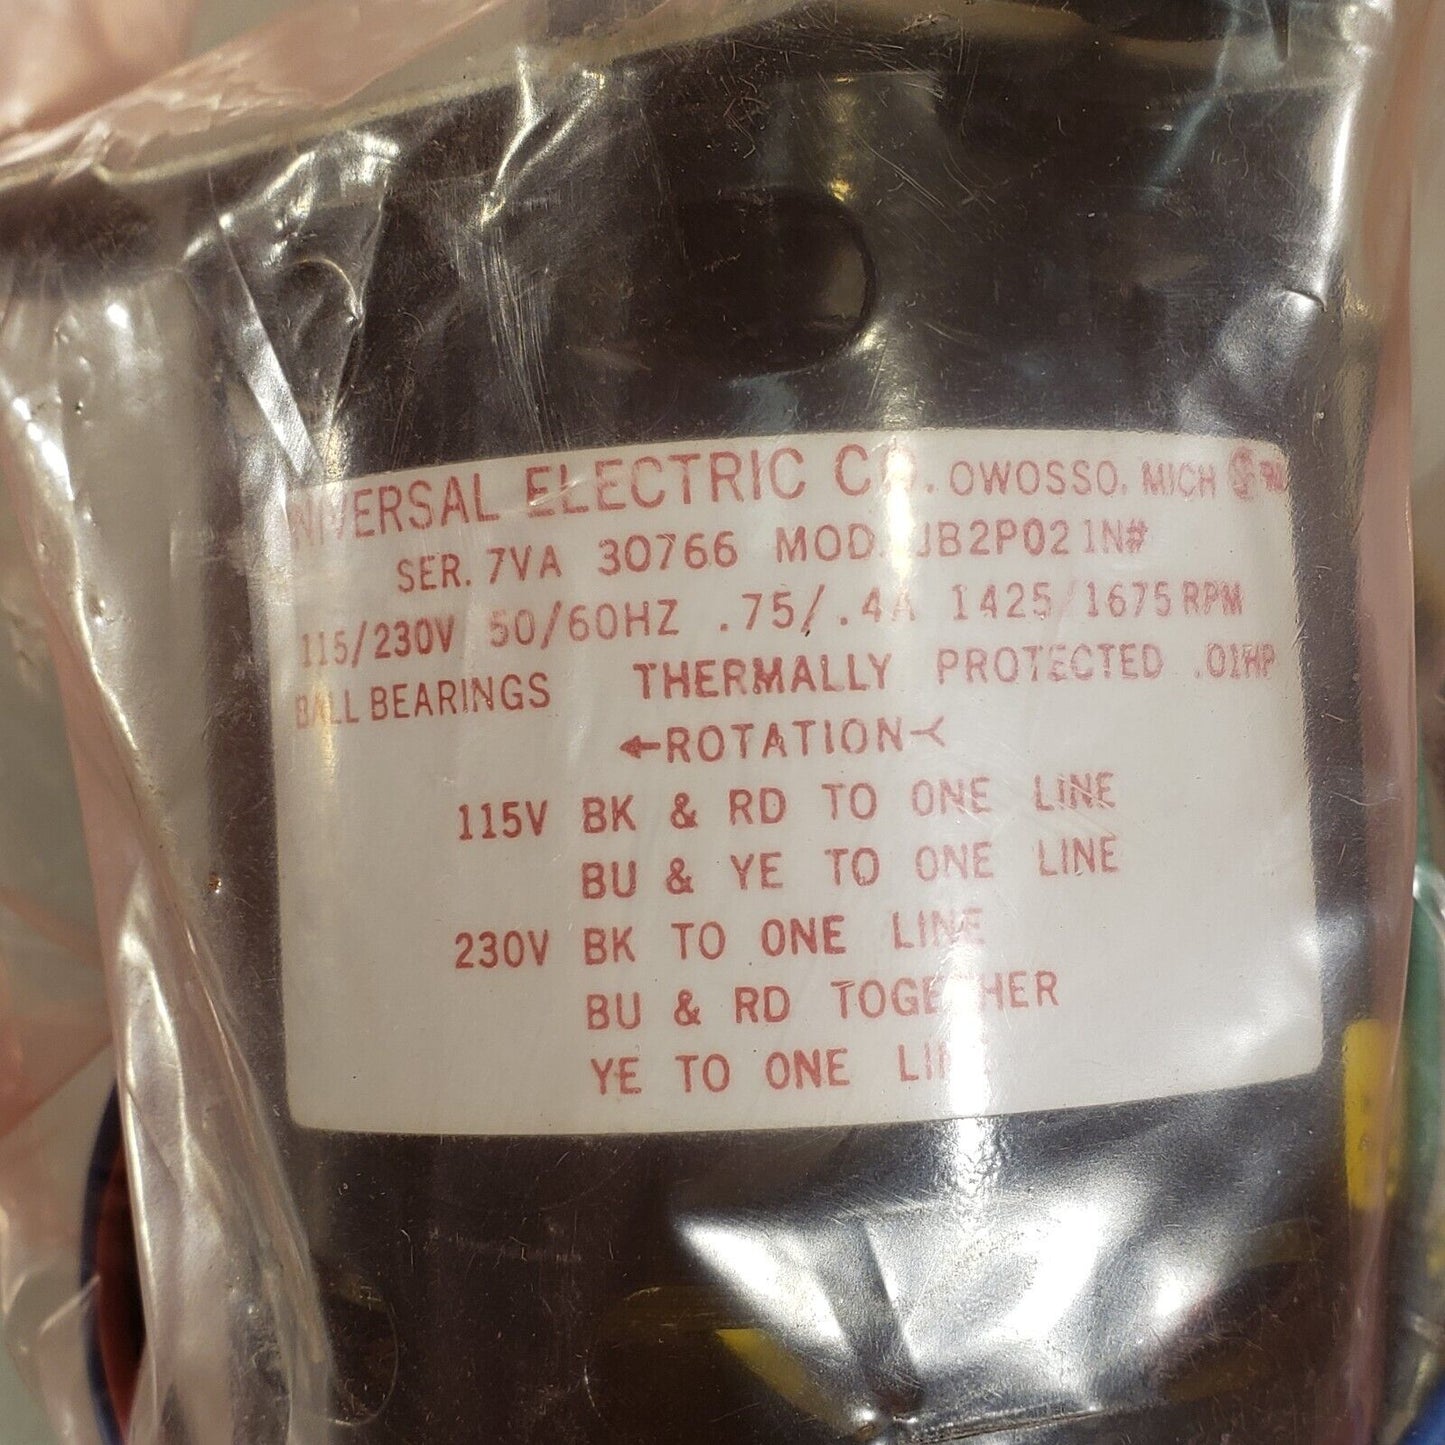 UNIVERSAL ELECTRIC CO. OWOSSO, MICH
SER. 7VA 30766 MOD. JB2P021N#
115/230V 50/60HZ .75/.4A 1425/1675 RPM
BALL BEARINGS THERMALLY PROTECTED .01HP
←ROTATION≺
115V BK & RD TO ONE LINE
BU & YE TO ONE LINE
230V BK TO ONE LINE
BU & RD TOGETHER
YE TO ONE LINE